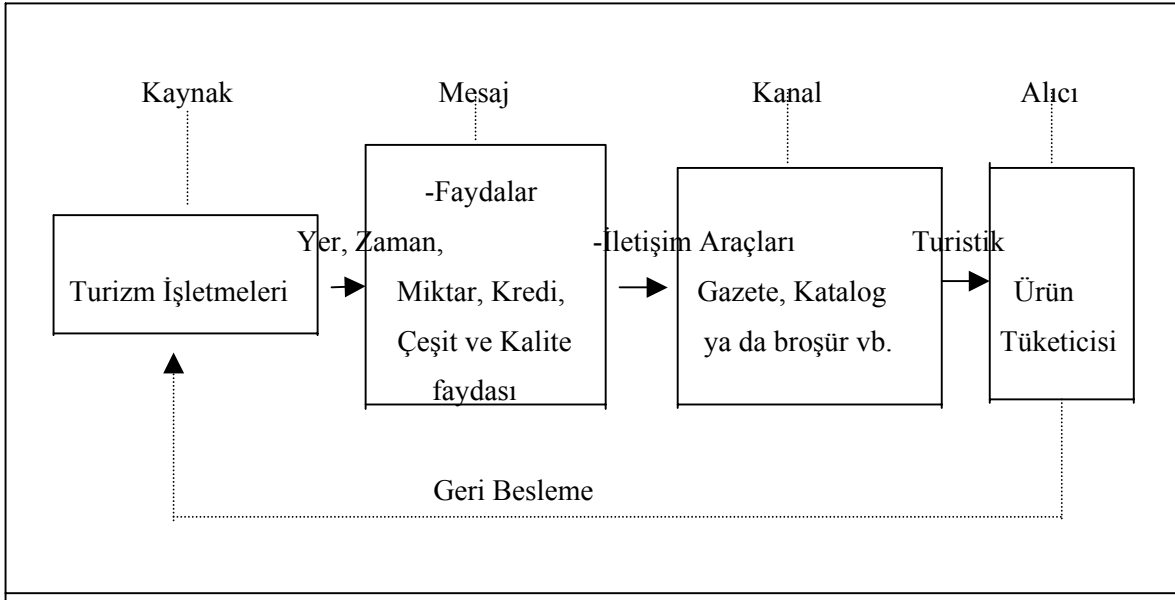 Kaynak Mesaj Kanal Alıcı
-Faydalar
Yer, Zaman, -İletişim Araçları Turistik
Turizm İşletmeleri Miktar, Kredi, Gazete, Katalog Ürün
Çeşit ve Kalite ya da broşür vb. Tüketicisi
faydası
Geri Besleme